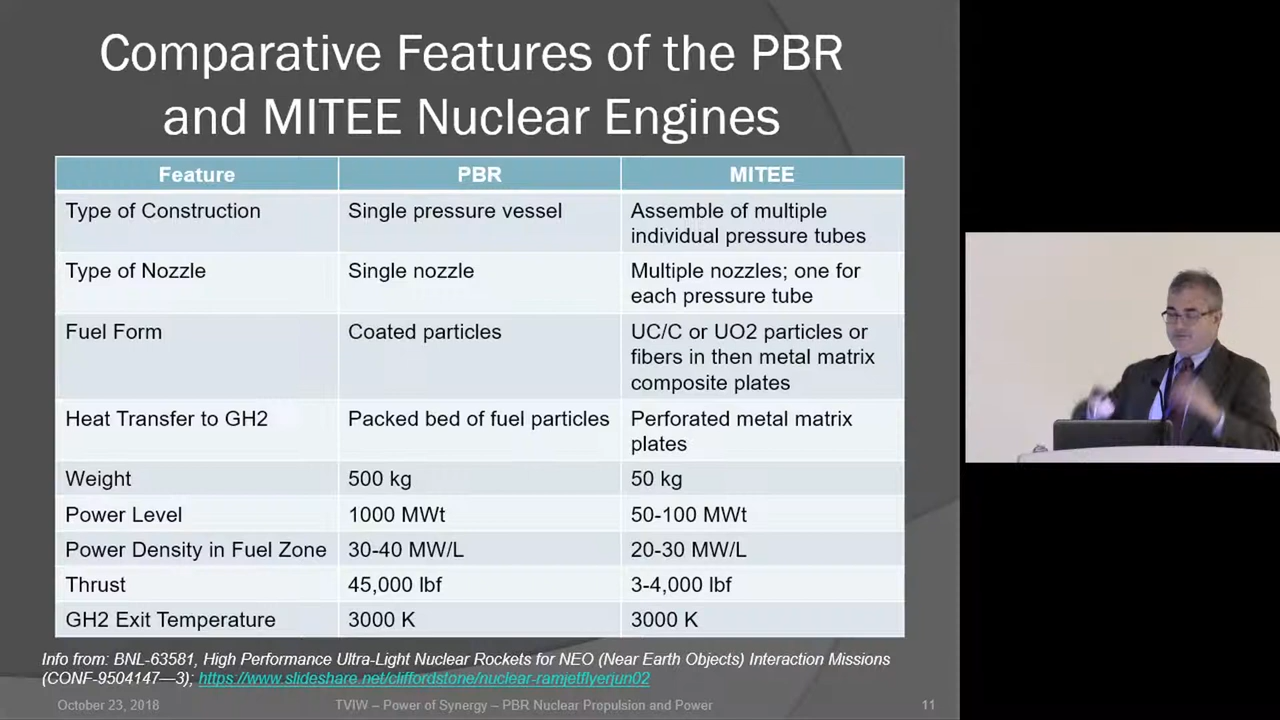 Comparative Features of the PBR
and MITEE Nuclear Engines
Feature PBR MITEE
Type of Construction Single pressure vessel Assemble of multiple
individual pressure tubes
Type of Nozzle Single nozzle Multiple nozzles; one for
each pressure tube
Fuel Form Coated particles UC/C or UO2 particles or
fibers in then metal matrix
composite plates
Heat Transfer to GH2 Packed bed of fuel particles Perforated metal matrix
plates
Weight 500 kg 50 kg
Power Level 1000 MWt 50-100 MWt
Power Density in Fuel Zone 30-40 MW/L 20-30 MW/L
Thrust 45,000 lbf 3-4,000 lbf
GH2 Exit Temperature 3000 K 3000 K
Info from: BNL-63581, High Performance Ultra-Light Nuclear Rockets for NEO (Near Earth Objects) Interaction Missions
(CONF-9504147—3); https://www.slideshare.net/cliffordstone/nuclear-ramjetflyerjun02
October 23, 2018 TVIW – Power of Synergy – PBR Nuclear Propulsion and Power 11